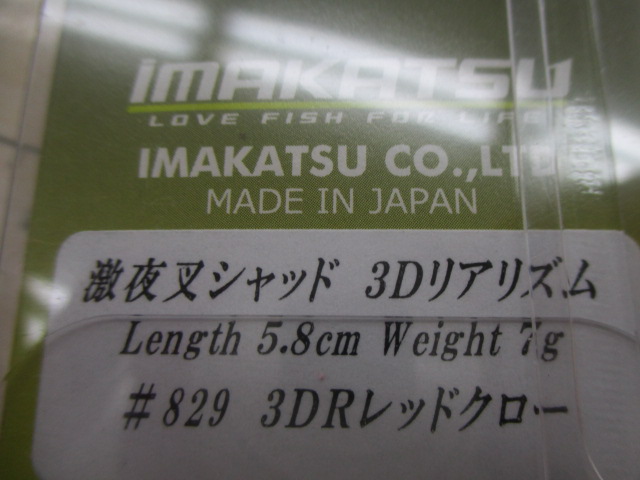 IMAKATSU
LOVE FISH FOR LIFE
IMAKATSU CO.,LTD
MADE IN JAPAN
激夜叉シャッド 3Dリアリズム
Length 5.8cm Weight 7g
#829 3DRレッドクロー